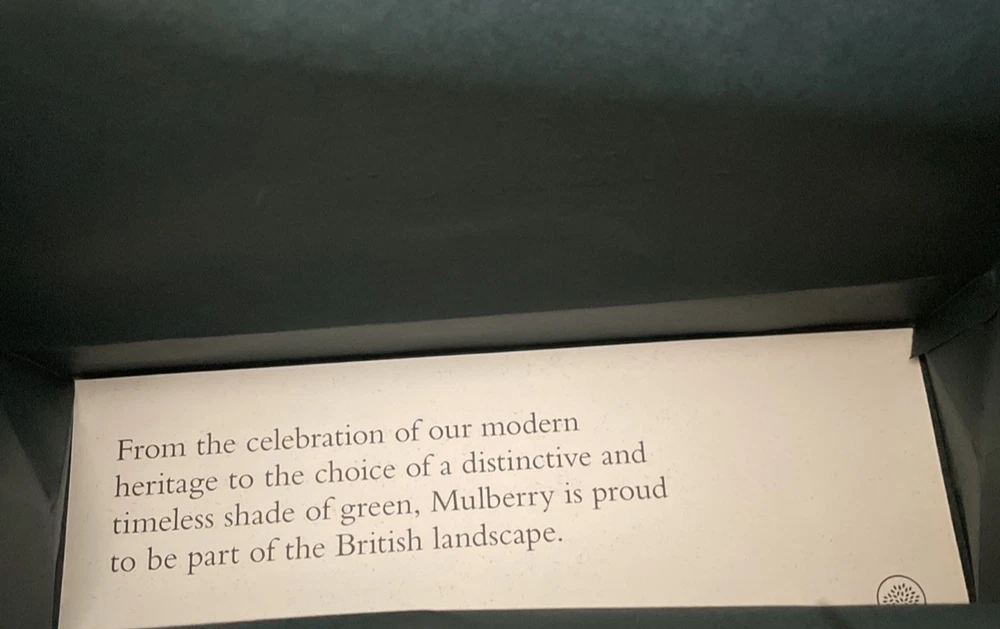 From the celebration of our modern
heritage to the choice of a distinctive and
timeless shade of green, Mulberry is proud
to be part of the British landscape.